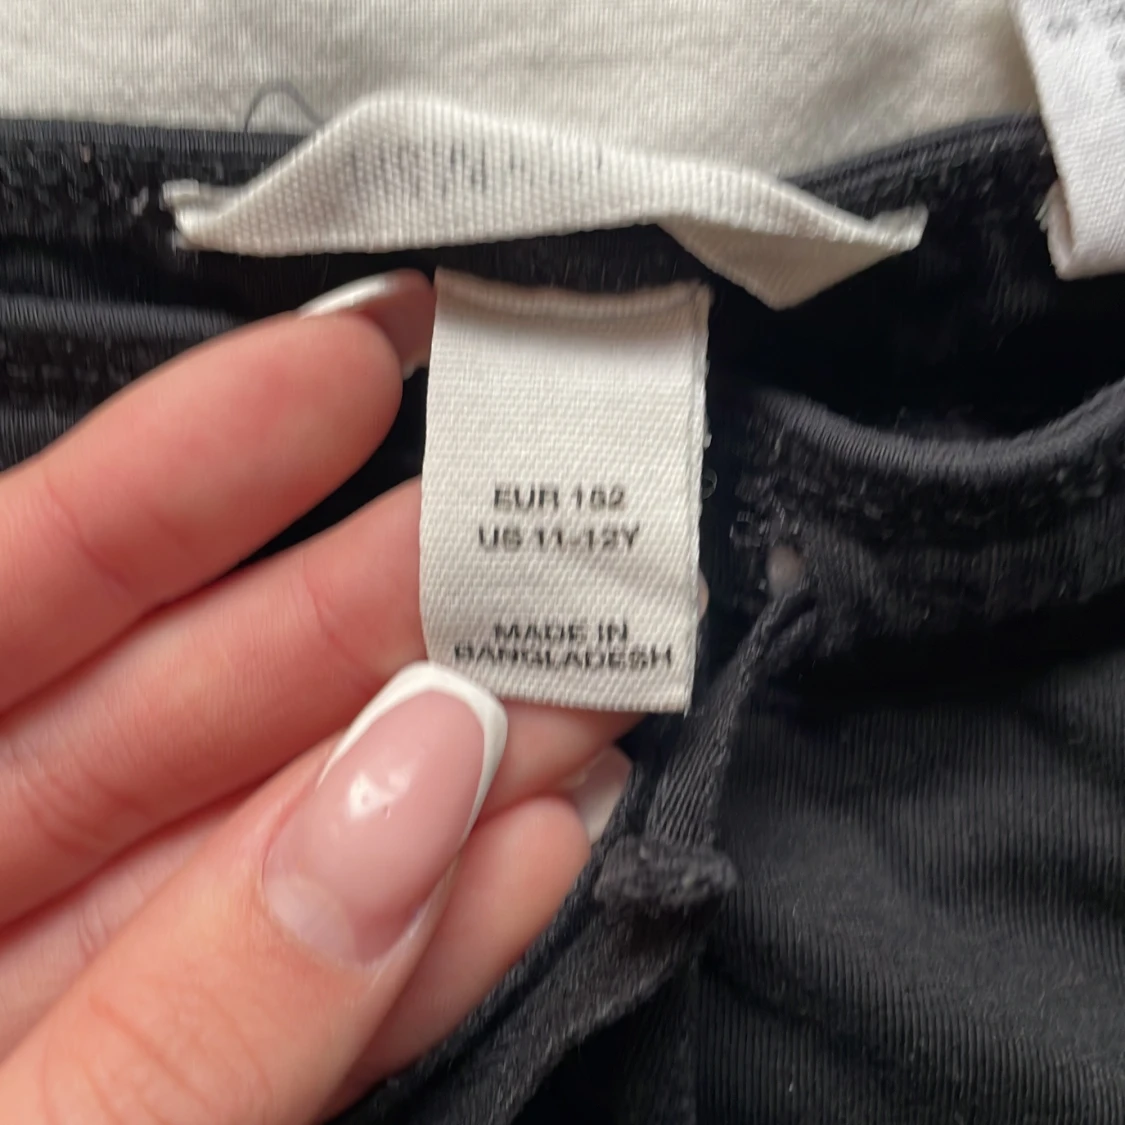 EUR 152
US 11-12Y
MADE IN
BANGLADESH